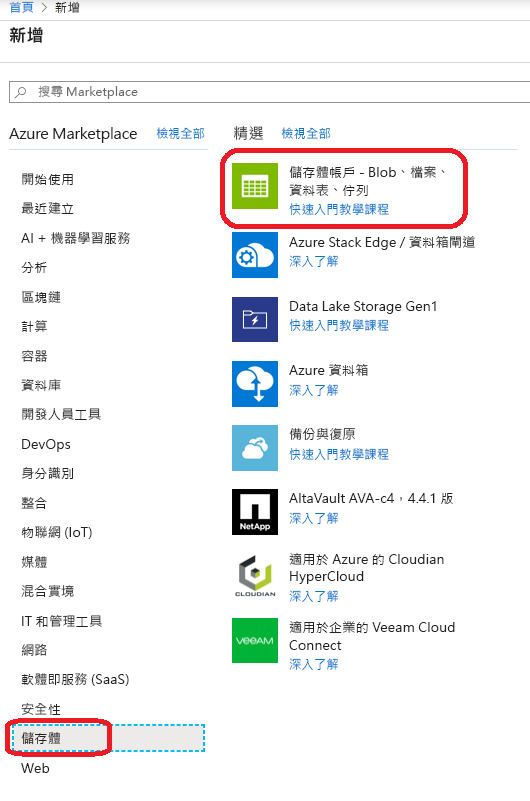 首頁 > 新增
新增
搜尋 Marketplace
Azure Marketplace 檢視全部
開始使用
最近建立
AI + 機器學習服務
分析
區塊鏈
計算
容器
資料庫
開發人員工具
DevOps
身分識別
整合
物聯網 (IoT)
媒體
混合實境
IT 和管理工具
網路
軟體即服務 (SaaS)
安全性
儲存體
Web
精選 檢視全部
儲存體帳戶 - Blob、檔案、
資料表、佇列
快速入門教學課程
Azure Stack Edge / 資料箱閘道
深入了解
Data Lake Storage Gen1
快速入門教學課程
Azure 資料箱
深入了解
備份與復原
快速入門教學課程
NetApp
AltaVault AVA-c4，4.4.1 版
深入了解
CLOUDIAN
適用於 Azure 的 Cloudian
HyperCloud
深入了解
veeam
適用於企業的 Veeam Cloud
Connect
深入了解